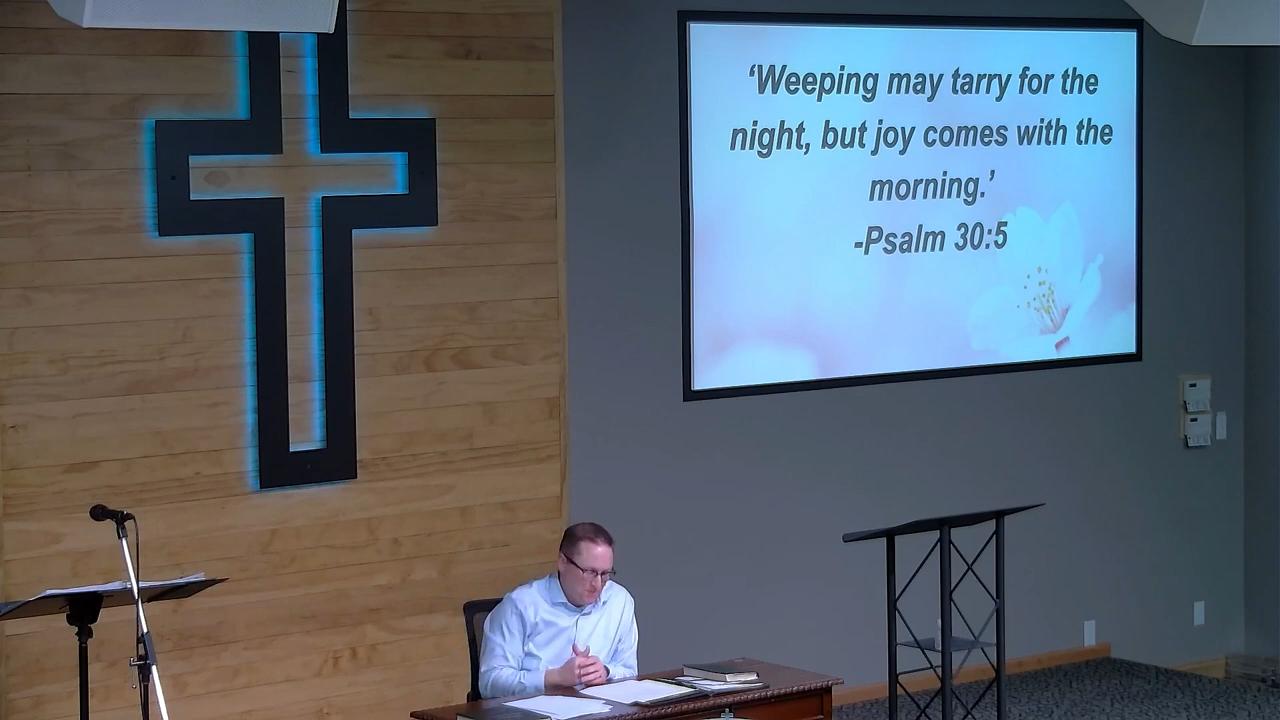 ‘Weeping may tarry for the
night, but joy comes with the
morning.’
-Psalm 30:5